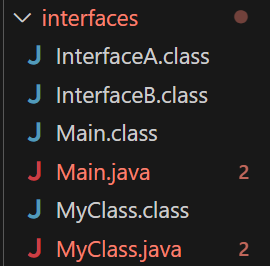 interfaces
InterfaceA.class
InterfaceB.class
Main.class
Main.java 2
MyClass.class
MyClass.java 2